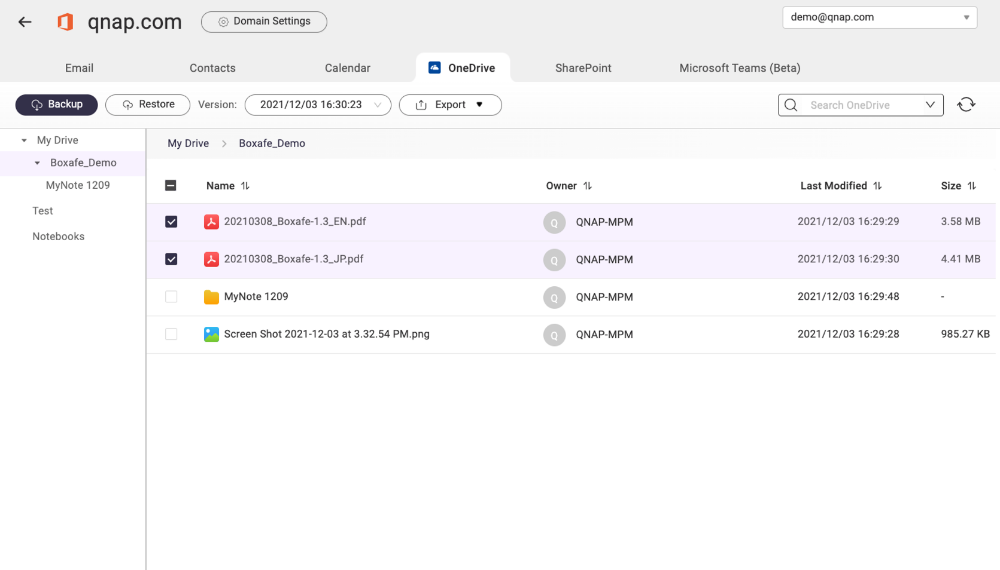 qnap.com
Domain Settings
demo@qnap.com
Email
Contacts
Calendar
OneDrive
SharePoint
Microsoft Teams (Beta)
Backup
Restore
Version:
2021/12/03 16:30:23
Export
Search OneDrive
My Drive
Boxafe_Demo
MyNote 1209
Test
Notebooks
My Drive > Boxafe_Demo
Name Owner Last Modified Size
20210308_Boxafe-1.3_EN.pdf Q QNAP-MPM 2021/12/03 16:29:29 3.58 MB
20210308_Boxafe-1.3_JP.pdf Q QNAP-MPM 2021/12/03 16:29:30 4.41 MB
MyNote 1209 Q QNAP-MPM 2021/12/03 16:29:48 -
Screen Shot 2021-12-03 at 3.32.54 PM.png Q QNAP-MPM 2021/12/03 16:29:28 985.27 KB